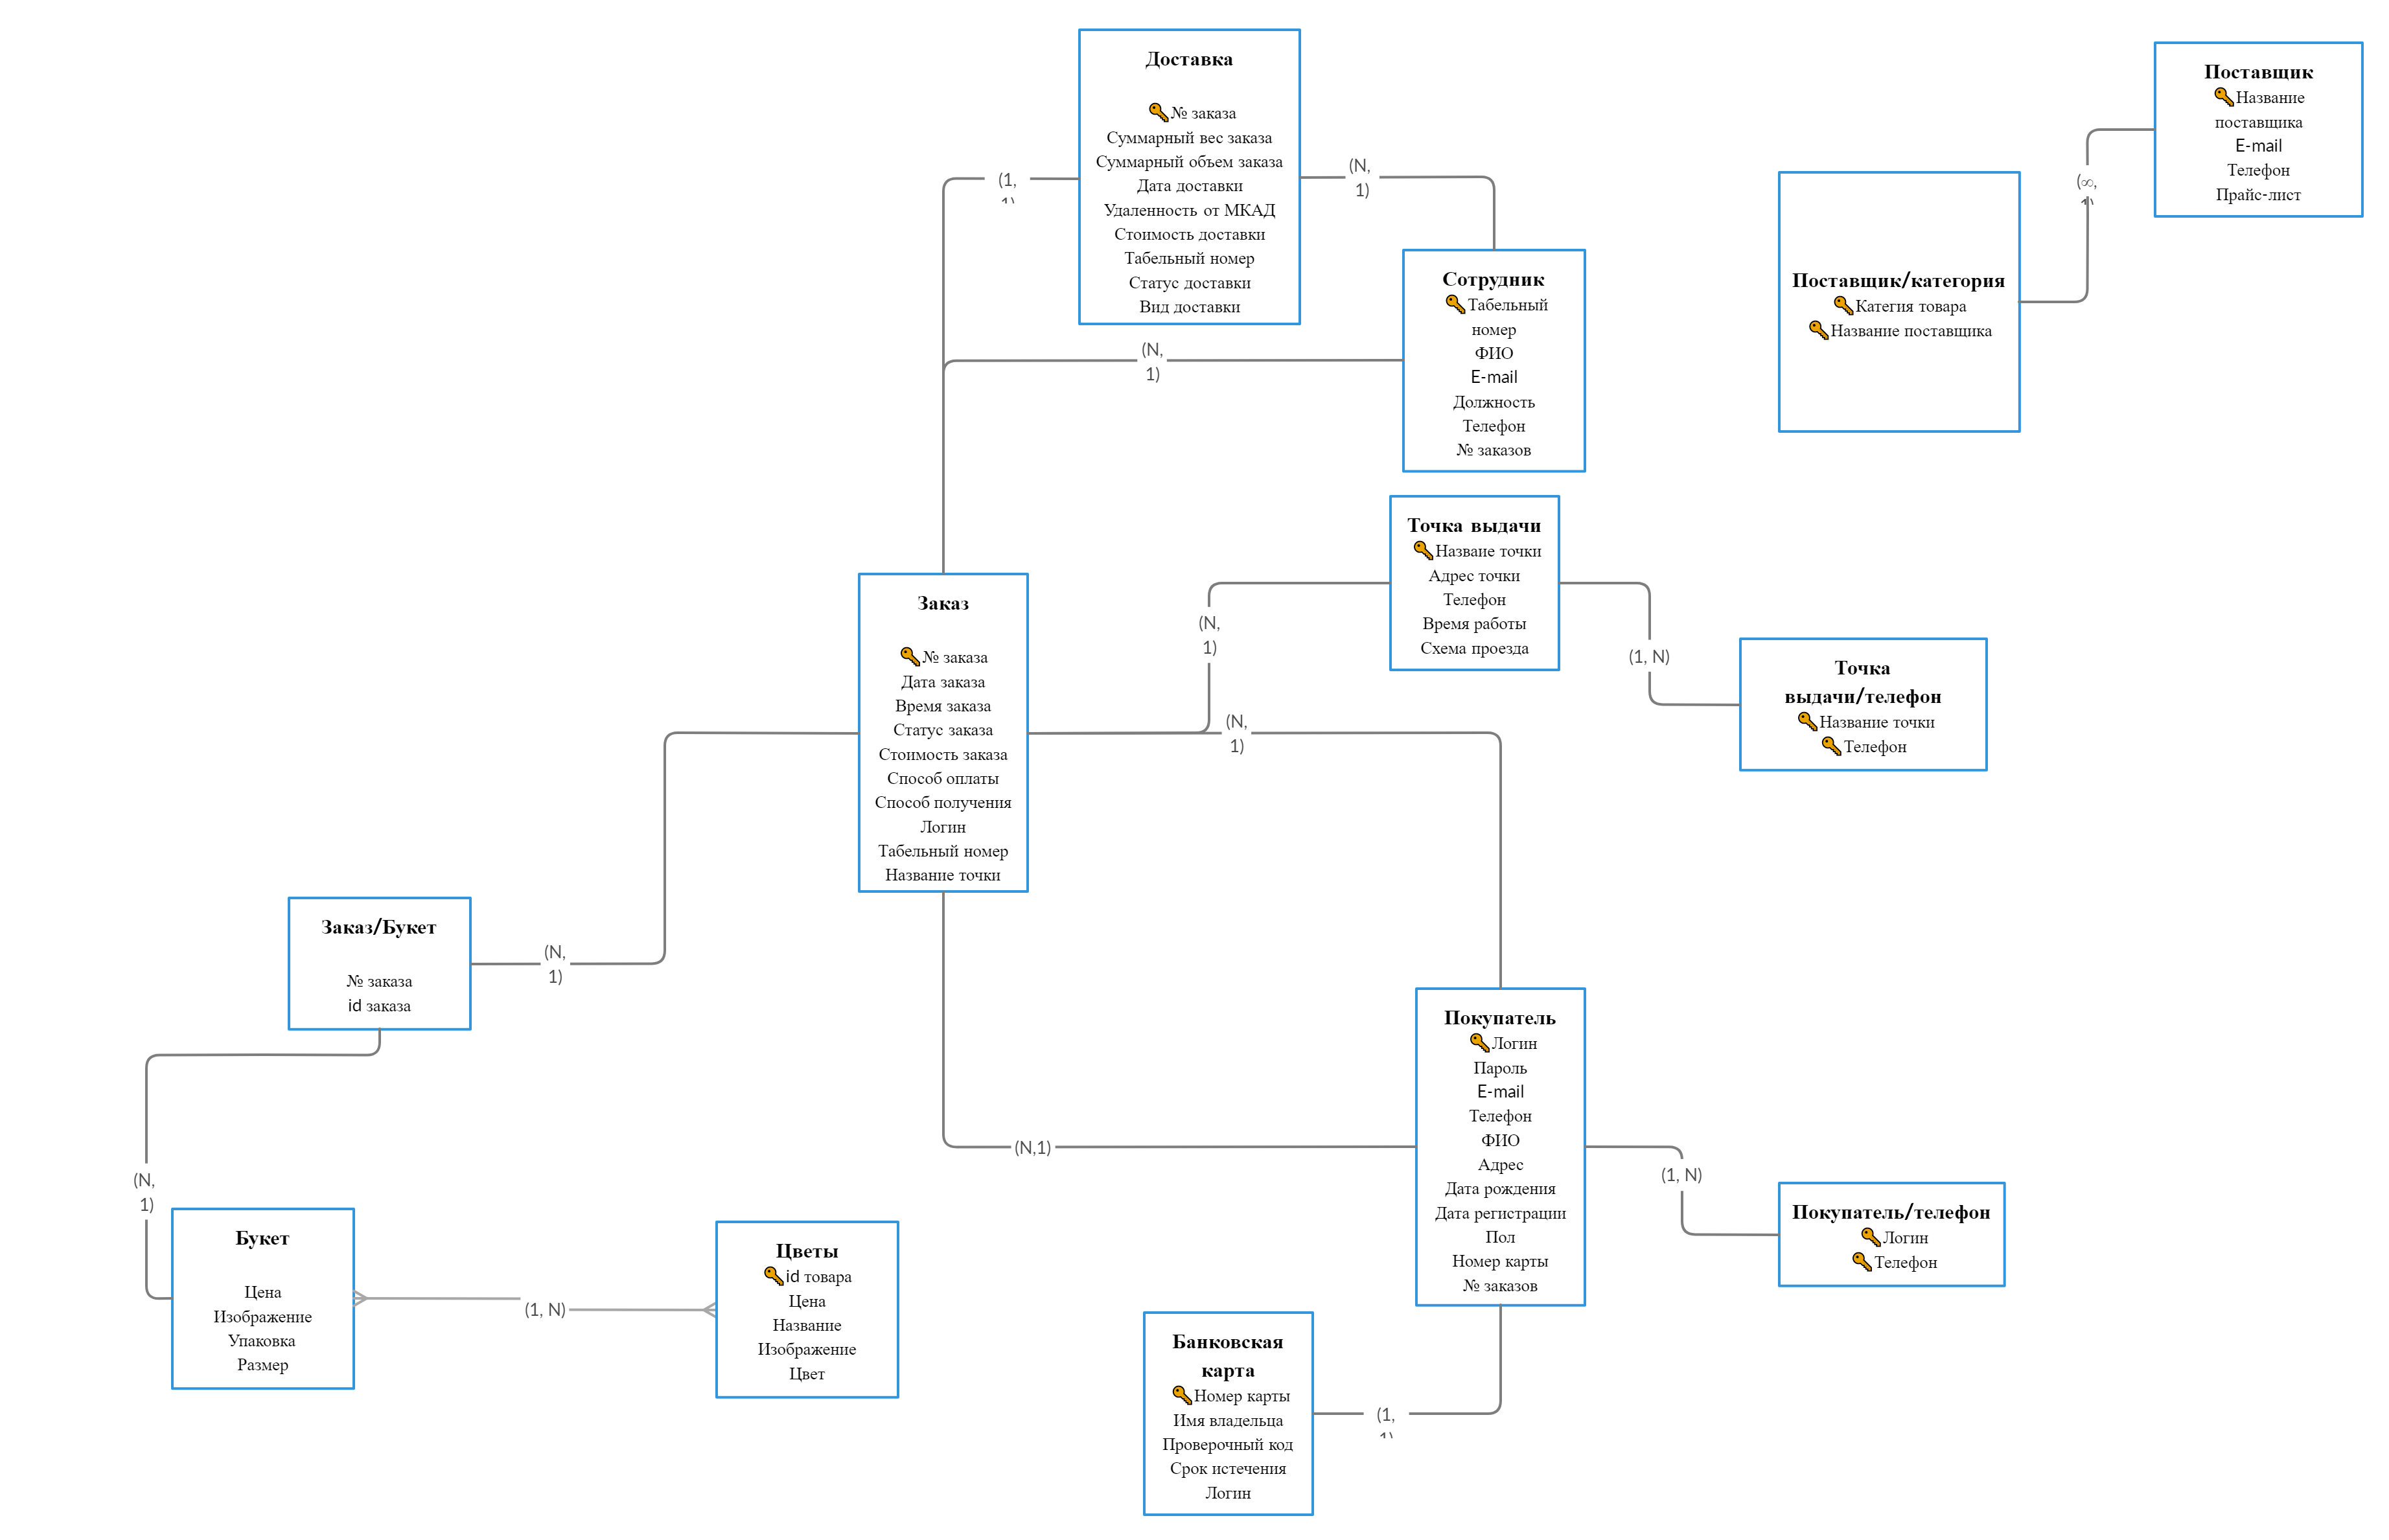 Доставка
№ заказа
Суммарный вес заказа
Суммарный объем заказа
Дата доставки
Удаленность от МКАД
Стоимость доставки
Табельный номер
Статус доставки
Вид доставки
Поставщик
Название
поставщика
E-mail
Телефон
Прайс-лист
(∞,
1)
Поставщик/категория
Категия товара
Название поставщика
(1,
1)
(N,
1)
Сотрудник
Табельный
номер
ФИО
E-mail
Должность
Телефон
№ заказов
(N,
1)
Точка выдачи
Назваие точки
Адрес точки
Телефон
Время работы
Схема проезда
(N,
1)
(1, N)
Точка
выдачи/телефон
Название точки
Телефон
Заказ
№ заказа
Дата заказа
Время заказа
Статус заказа
Стоимость заказа
Способ оплаты
Способ получения
Логин
Табельный номер
Название точки
(N,
1)
Заказ/Букет
№ заказа
id заказа
(N,
1)
(N,
1)
(N,1)
Покупатель
Логин
Пароль
E-mail
Телефон
ФИО
Адрес
Дата рождения
Дата регистрации
Пол
Номер карты
№ заказов
(1, N)
Покупатель/телефон
Логин
Телефон
Букет
Цена
Изображение
Упаковка
Размер
(1, N)
Цветы
id товара
Цена
Название
Изображение
Цвет
Банковская
карта
Номер карты
Имя владельца
Проверочный код
Срок истечения
Логин
(1,
1)